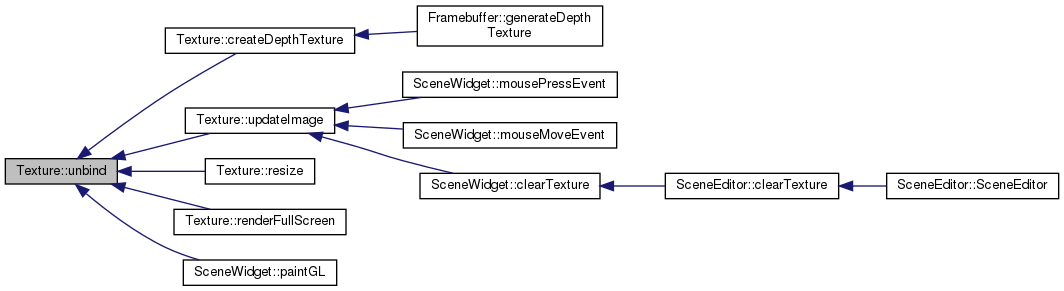 Framebuffer::generateDepth
Texture
Texture::createDepthTexture
SceneWidget::mousePressEvent
Texture::updateImage
SceneWidget::mouseMoveEvent
Texture::unbind
Texture::resize
SceneWidget::clearTexture
SceneEditor::clearTexture
SceneEditor::SceneEditor
Texture::renderFullScreen
SceneWidget::paintGL